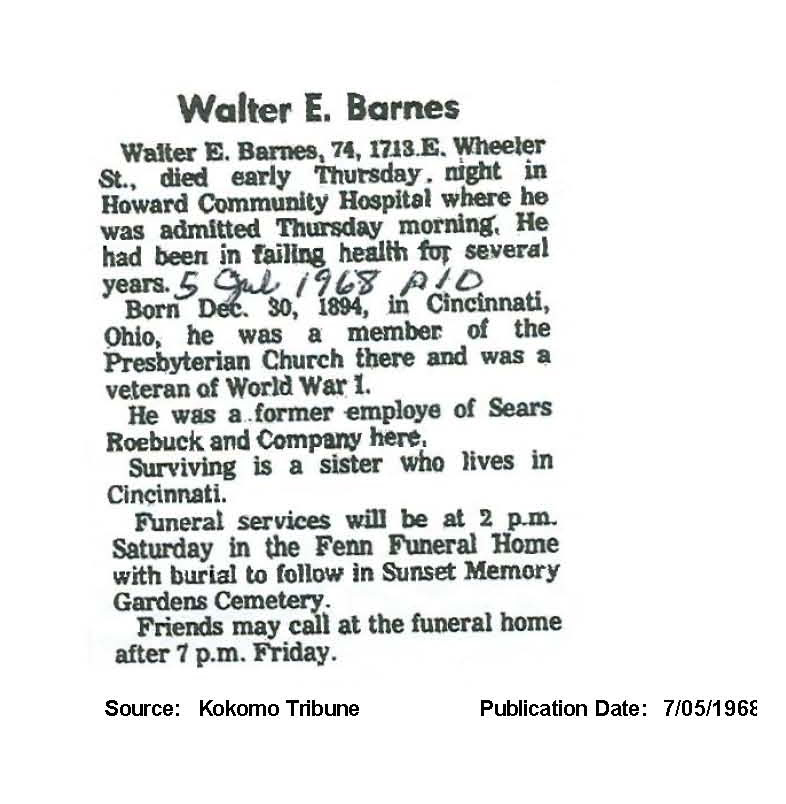 Walter E. Barnes
Walter E. Barnes, 74, 1713 E. Wheeler
St., died early Thursday night in
Howard Community Hospital where he
was admitted Thursday morning. He
had been in failing health for several
years. 5 Jul 1968 P10
Born Dec. 30, 1894, in Cincinnati,
Ohio, he was a member of the
Presbyterian Church there and was a
veteran of World War 1.
He was a former employe of Sears
Roebuck and Company here.
Surviving is a sister who lives in
Cincinnati.
Funeral services will be at 2 p.m.
Saturday in the Fenn Funeral Home
with burial to follow in Sunset Memory
Gardens Cemetery.
Friends may call at the funeral home
after 7 p.m. Friday.
Source: Kokomo Tribune Publication Date: 7/05/1968